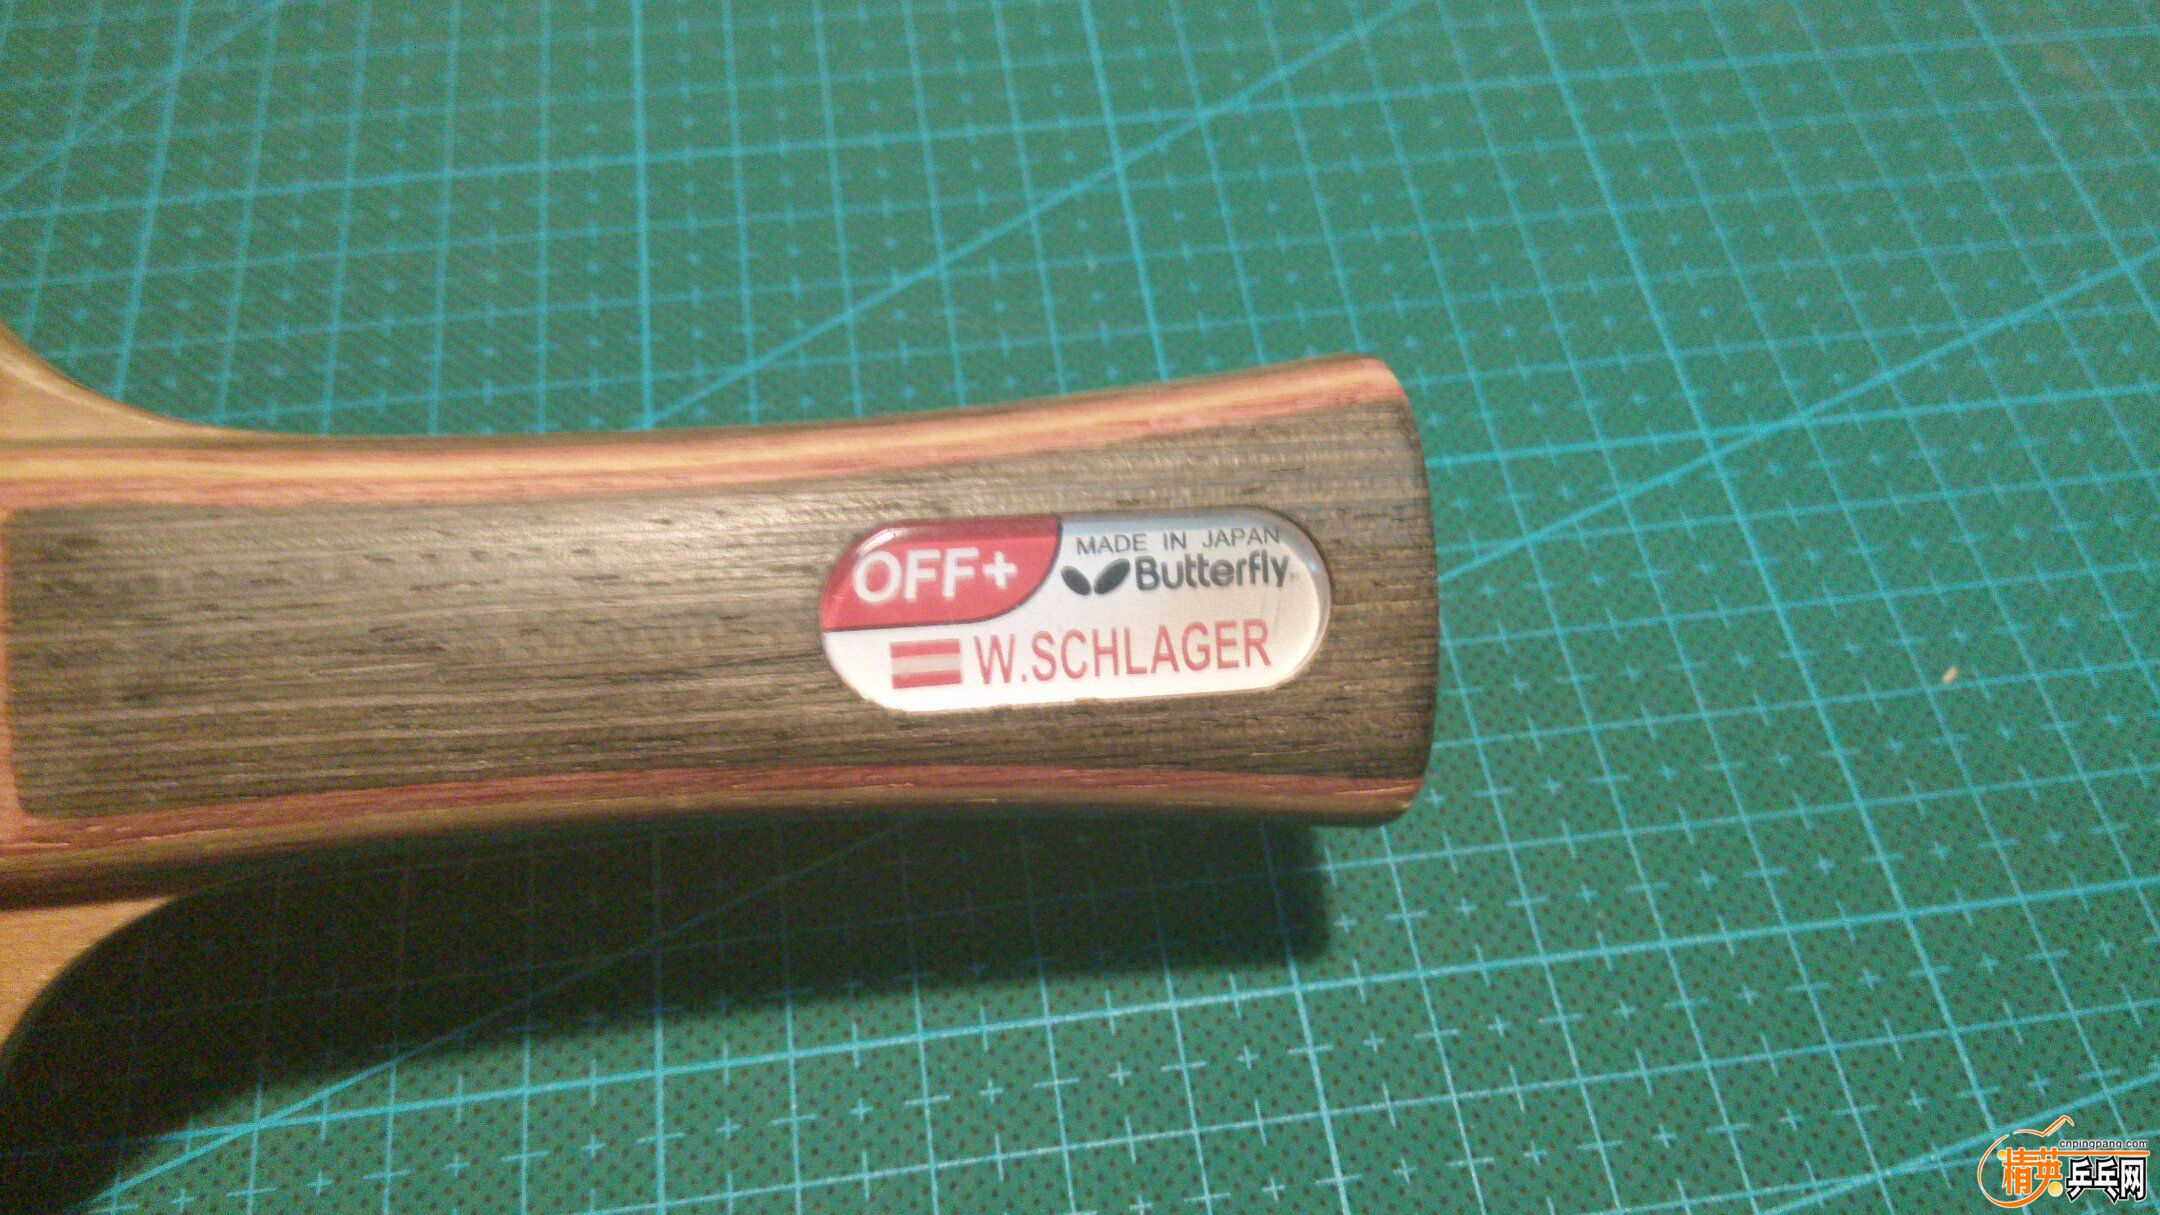 OFF+
MADE IN JAPAN
Butterfly®
W.SCHLAGER
cnpingpang.com
精英乒乓网